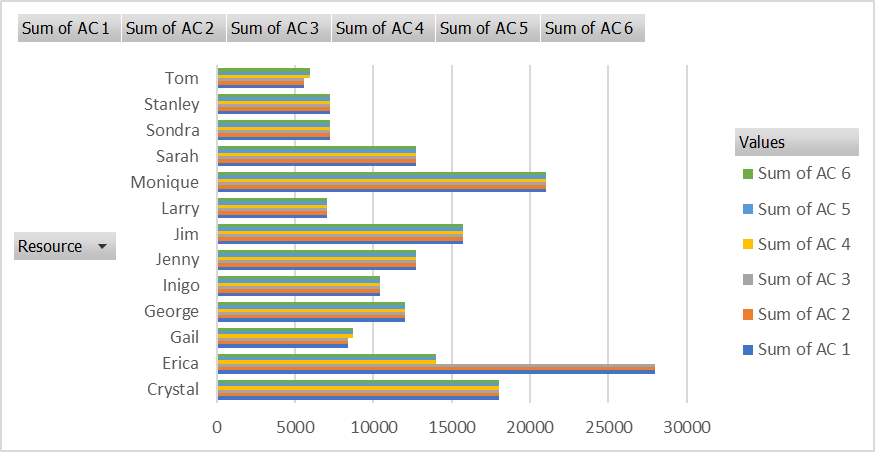 Sum of AC 1 Sum of AC 2 Sum of AC 3 Sum of AC 4 Sum of AC 5 Sum of AC 6
Tom
Stanley
Sondra
Sarah
Monique
Larry
Jim
Jenny
Inigo
George
Gail
Erica
Crystal
Resource
0 5000 10000 15000 20000 25000 30000
Values
Sum of AC 6
Sum of AC 5
Sum of AC 4
Sum of AC 3
Sum of AC 2
Sum of AC 1